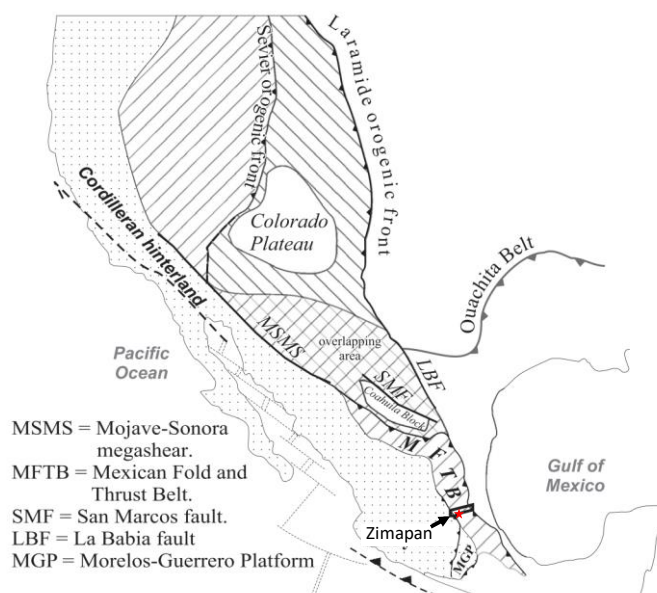 Sevier orogenic front
Laramide orogenic front
Cordilleran hinterland
Colorado
Plateau
Ouachita Belt
MSMS
overlapping
area
LBF
SMF
Coahuila Block
Pacific
Ocean
MFTB
Gulf of
Mexico
MSMS = Mojave-Sonora
megashear.
MFTB = Mexican Fold and
Thrust Belt.
SMF = San Marcos fault.
LBF = La Babia fault
MGP = Morelos-Guerrero Platform
Zimapan
MGP